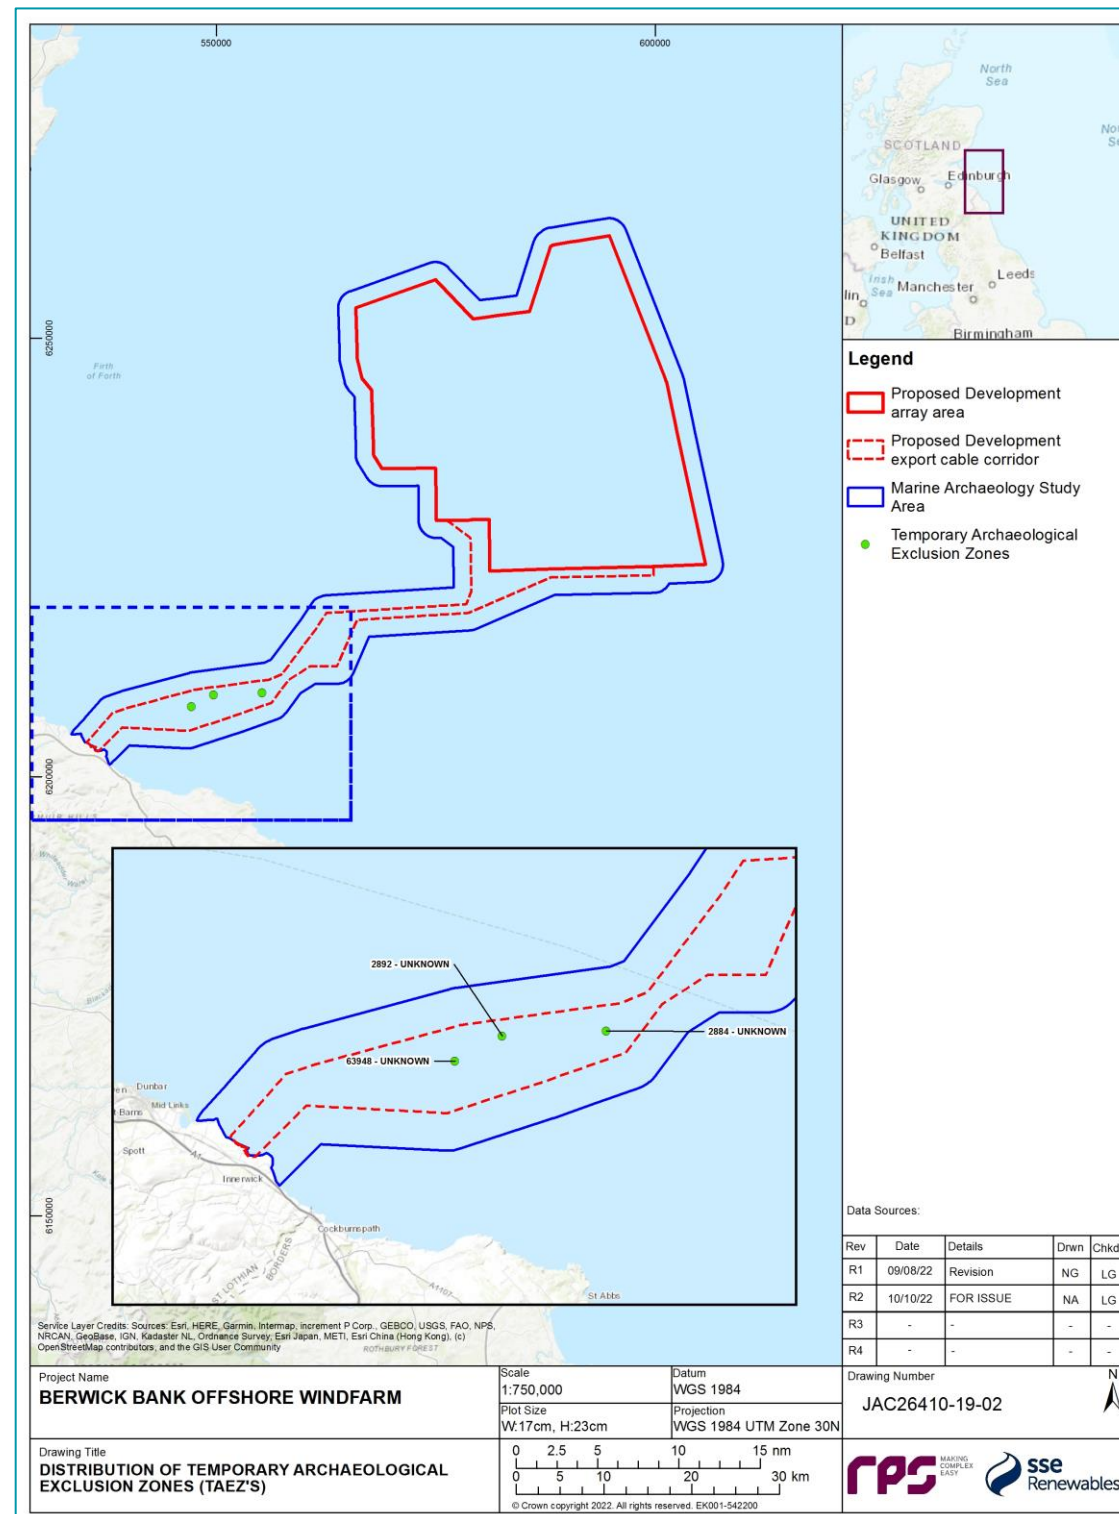 550000
600000
6250000
6200000
6150000
Firth
of Forth
2892 - UNKNOWN
2884 - UNKNOWN
63948 - UNKNOWN
Dunbar
Mid Links
Spott
A1
Innerwick
Cockburnspath
BORDERS
A1107
St Abbs
ROTHBURY FOREST
Service Layer Credits: Sources: Esri, HERE, Garmin, Intermap, increment P Corp., GEBCO, USGS, FAO, NPS,
NRCAN, GeoBase, IGN, Kadaster NL, Ordnance Survey, Esri Japan, METI, Esri China (Hong Kong), (c)
OpenStreetMap contributors, and the GIS User Community
North
Sea
SCOTLAND
Glasgow
Edinburgh
UNITED
KINGDOM
Belfast
Irish
Sea
Manchester
Leeds
Birmingham
Legend
Proposed Development
array area
Proposed Development
export cable corridor
Marine Archaeology Study
Area
Temporary Archaeological
Exclusion Zones
Data Sources:
Rev Date Details Drwn Chkd
R1 09/08/22 Revision NG LG
R2 10/10/22 FOR ISSUE NA LG
R3 - - - -
R4 - - - -
Project Name
BERWICK BANK OFFSHORE WINDFARM
Scale
1:750,000
Datum
WGS 1984
Plot Size
W:17cm, H:23cm
Projection
WGS 1984 UTM Zone 30N
Drawing Number
JAC26410-19-02
N
Drawing Title
DISTRIBUTION OF TEMPORARY ARCHAEOLOGICAL
EXCLUSION ZONES (TAEZ'S)
0 2.5 5 10 15 nm
0 5 10 20 30 km
© Crown copyright 2022. All rights reserved. EK001-542200
rps MAKING
COMPLEX
EASY
sse
Renewables